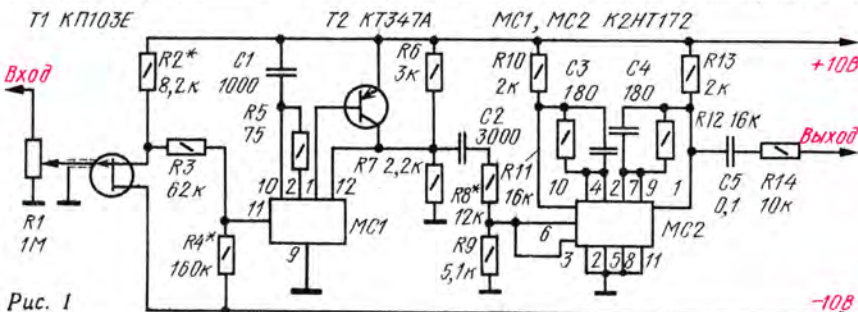 T1 КП103Е
T2 КТ347А
МС1, МС2 К2НТ172
Вход
R2*
8,2к
C1
1000
R6
3к
R10
2к
C3
180
C4
180
R13
2к
+10В
R5
75
C2
3000
R12 16к
Выход
R3
62к
R7 2,2к
R11
16к
R1
1М
10 2 1 12
11
МС1
9
R4*
160к
R8*
12к
R9
5,1к
10 4 2 7 9 1
6
3
МС2
2 5 8 11
C5
0,1
R14
10к
Рис. 1
-10В